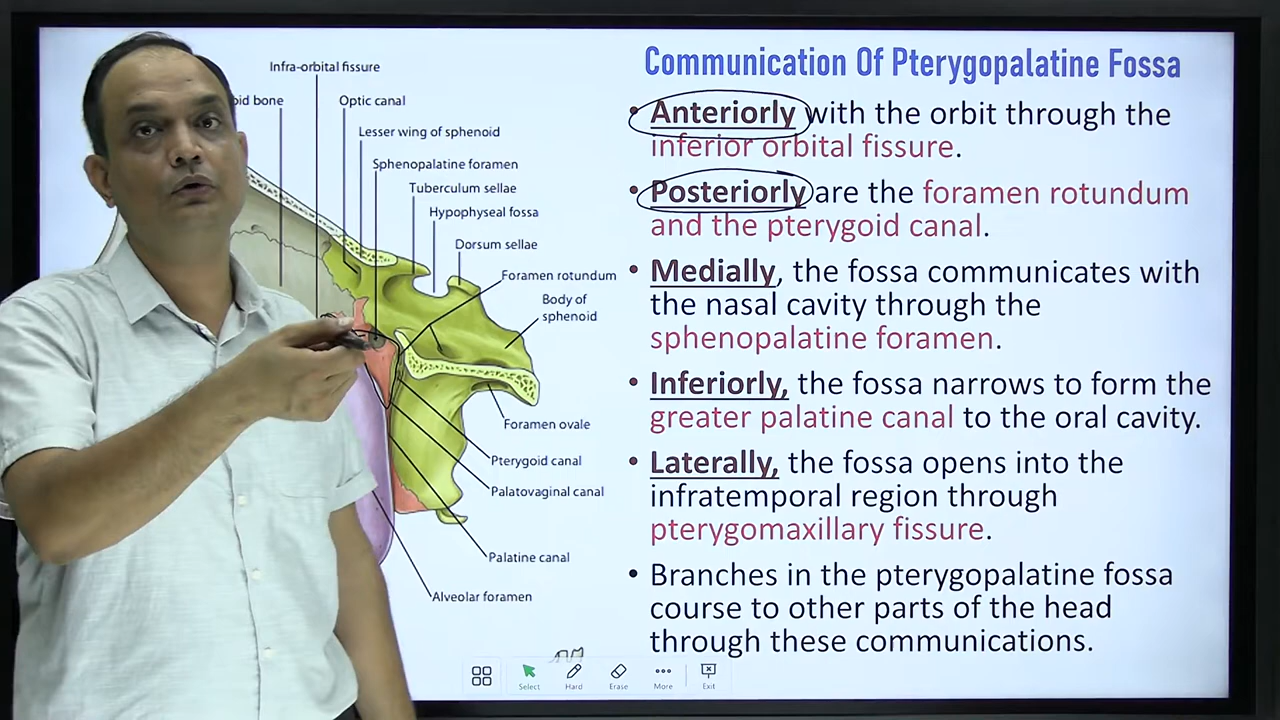 Communication Of Pterygopalatine Fossa
• Anteriorly with the orbit through the
inferior orbital fissure.
• Posteriorly are the foramen rotundum
and the pterygoid canal.
• Medially, the fossa communicates with
the nasal cavity through the
sphenopalatine foramen.
• Inferiorly, the fossa narrows to form the
greater palatine canal to the oral cavity.
• Laterally, the fossa opens into the
infratemporal region through
pterygomaxillary fissure.
• Branches in the pterygopalatine fossa
course to other parts of the head
through these communications.
Infra-orbital fissure
oid bone
Optic canal
Lesser wing of sphenoid
Sphenopalatine foramen
Tuberculum sellae
Hypophyseal fossa
Dorsum sellae
Foramen rotundum
Body of
sphenoid
Foramen ovale
Pterygoid canal
Palatovaginal canal
Palatine canal
Alveolar foramen
Select
Hard
Erase
More
Exit